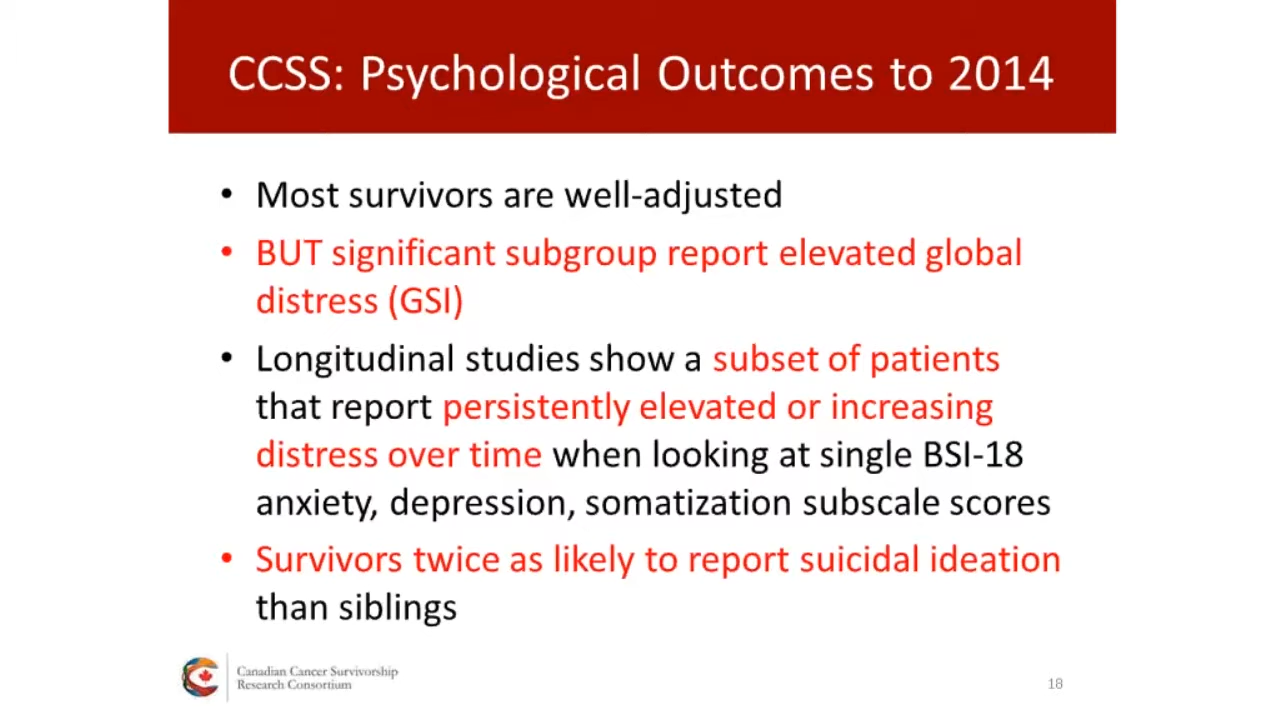 CCSS: Psychological Outcomes to 2014
• Most survivors are well-adjusted
• BUT significant subgroup report elevated global
distress (GSI)
• Longitudinal studies show a subset of patients
that report persistently elevated or increasing
distress over time when looking at single BSI-18
anxiety, depression, somatization subscale scores
• Survivors twice as likely to report suicidal ideation
than siblings
Canadian Cancer Survivorship
Research Consortium
18